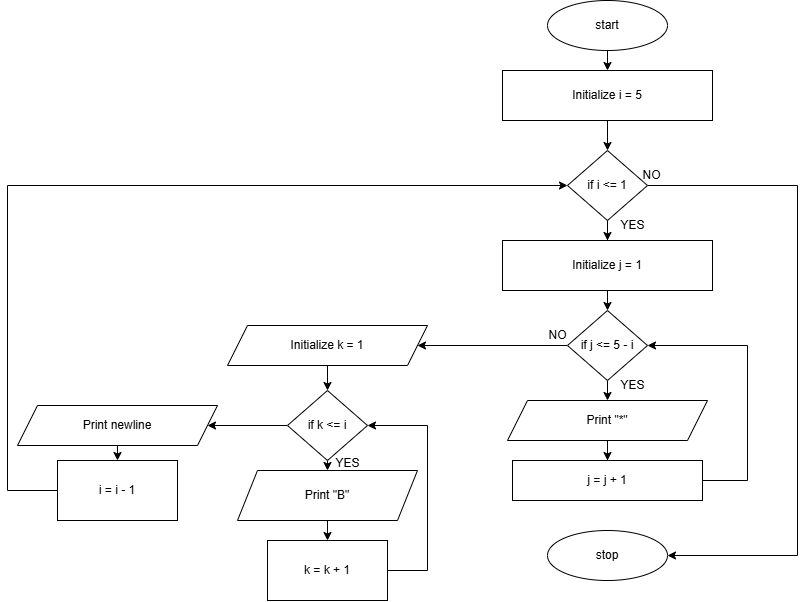 start
Initialize i = 5
if i <= 1
NO
YES
Initialize j = 1
if j <= 5 - i
NO
YES
Print "*"
j = j + 1
Initialize k = 1
if k <= i
YES
Print "B"
k = k + 1
Print newline
i = i - 1
stop